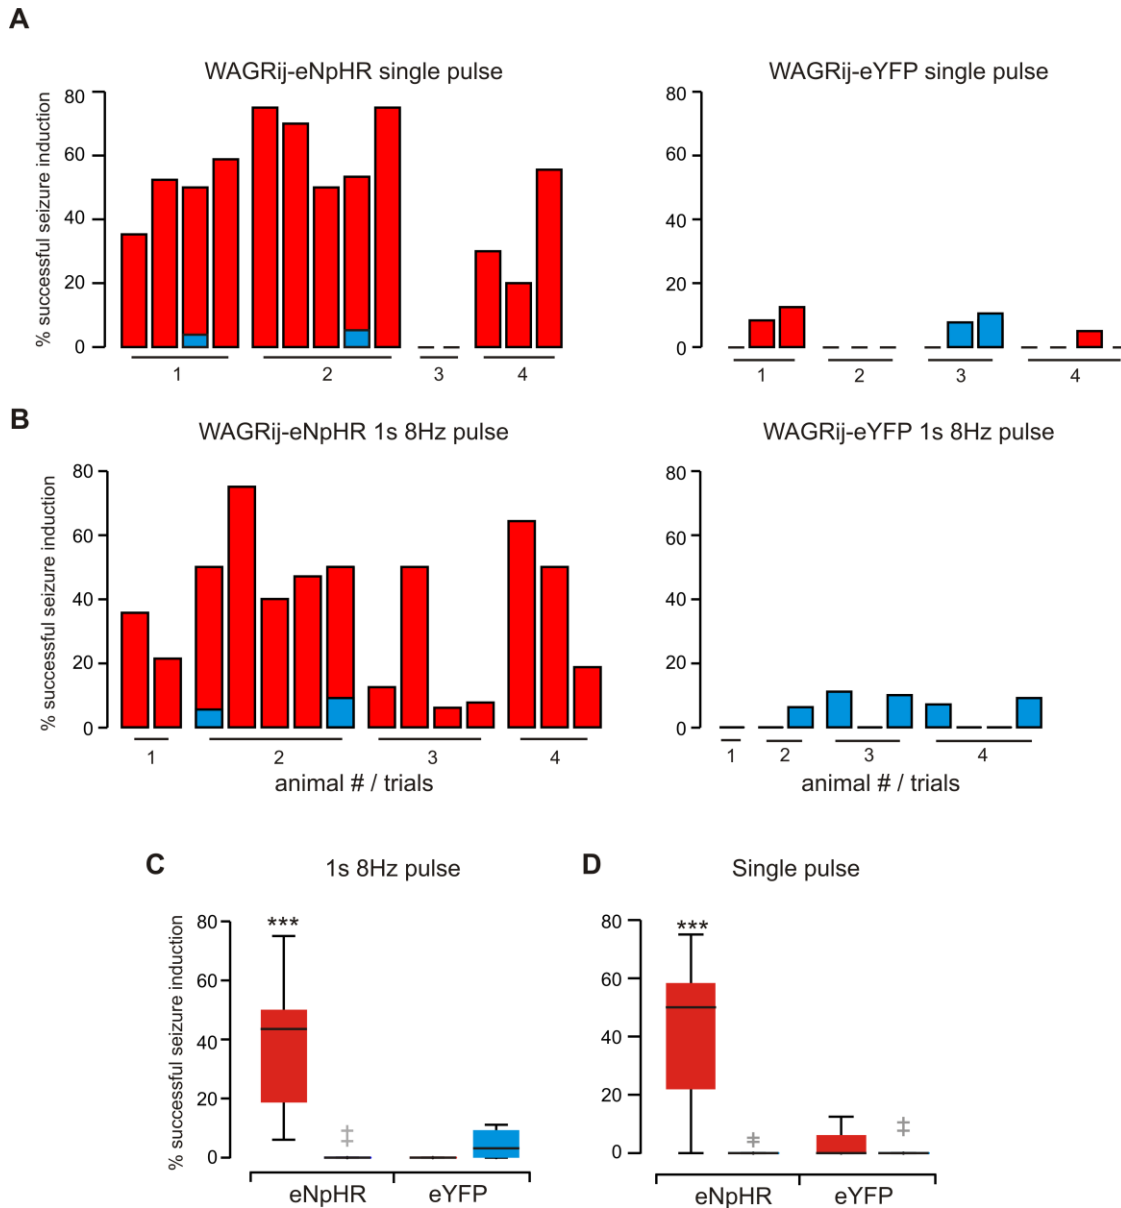 A
WAGRij-eNpHR single pulse
WAGRij-eYFP single pulse
% successful seizure induction
80
60
40
20
0
1 2 3 4
80
60
40
20
0
1 2 3 4
B
WAGRij-eNpHR 1s 8Hz pulse
WAGRij-eYFP 1s 8Hz pulse
% successful seizure induction
80
60
40
20
0
1 2 3 4
animal # / trials
80
60
40
20
0
1 2 3 4
animal # / trials
C
1s 8Hz pulse
% successful seizure induction
80
60
40
20
0
***
‡
eNpHR eYFP
D
Single pulse
80
60
40
20
0
***
‡ ‡
eNpHR eYFP